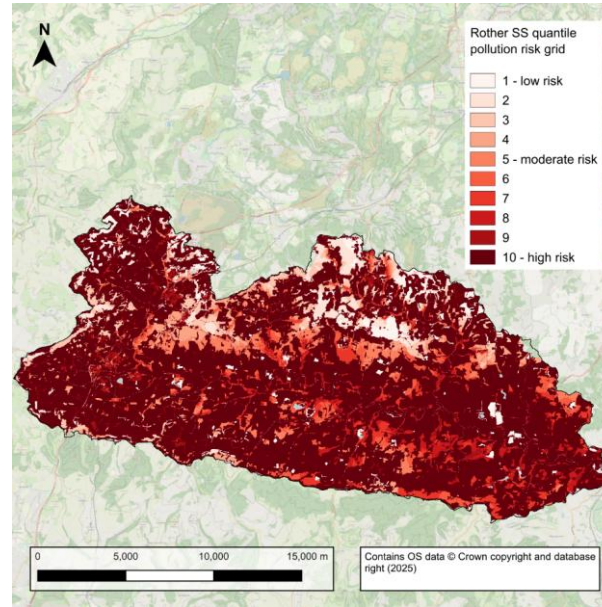 N
Rother SS quantile
pollution risk grid
1 - low risk
2
3
4
5 - moderate risk
6
7
8
9
10 - high risk
0 5,000 10,000 15,000 m
Contains OS data © Crown copyright and database
right (2025)